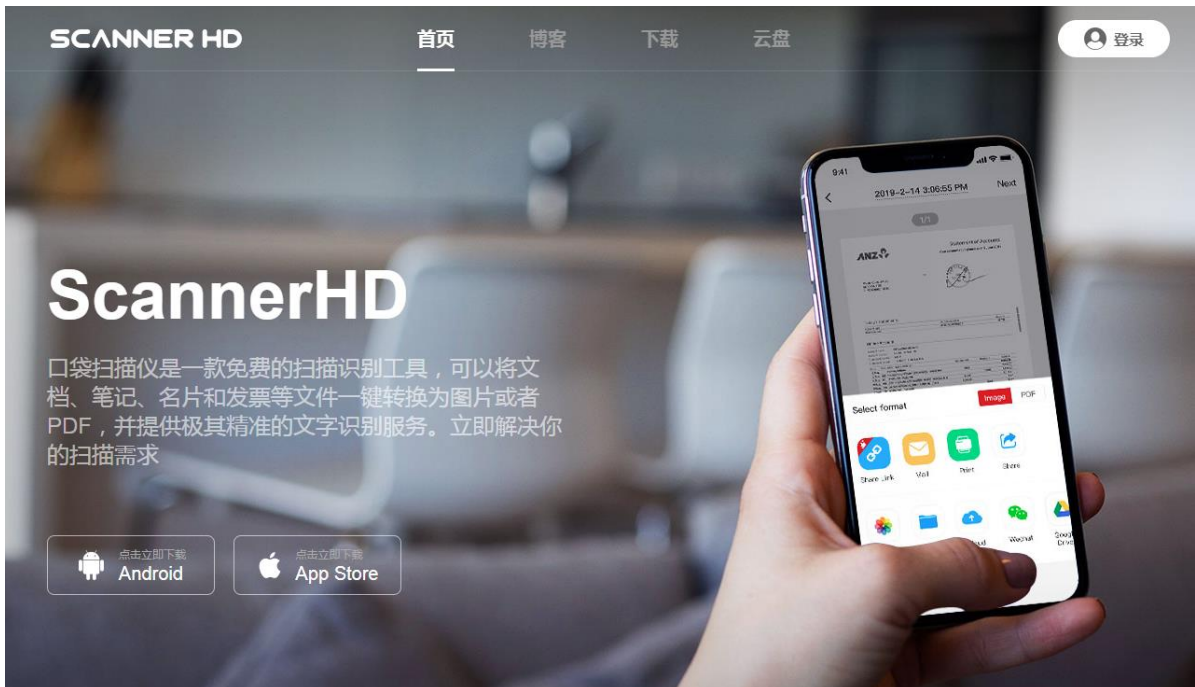 SCANNER HD
首页
博客
下载
云盘
登录
ScannerHD
口袋扫描仪是一款免费的扫描识别工具，可以将文
档、笔记、名片和发票等文件一键转换为图片或者
PDF，并提供极其精准的文字识别服务。立即解决你
的扫描需求
点击立即下载
Android
点击立即下载
App Store
9:41
2019-2-14 3:06:55 PM
Next
1/1
ANZ
Select format
Image
PDF
Share Link
Mail
Print
Share
Wechat